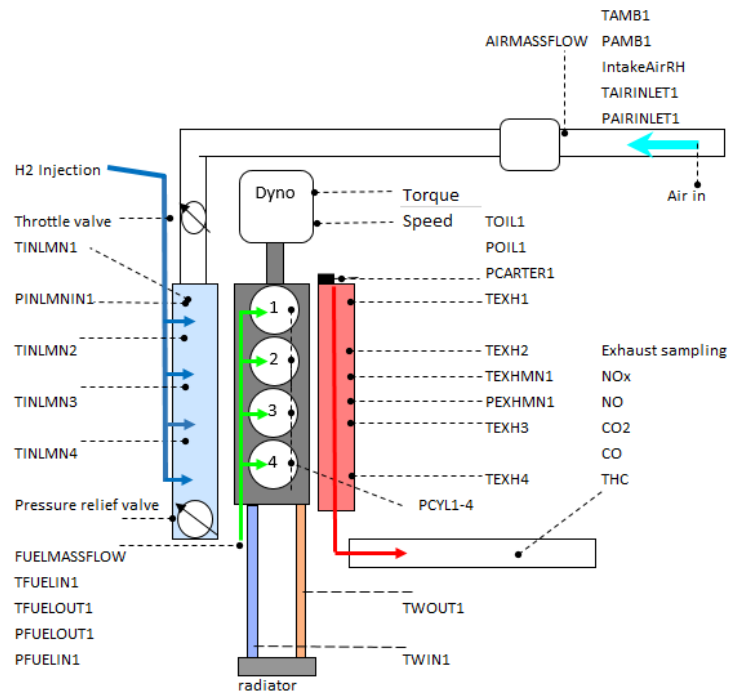 TAMB1
AIRMASSFLOW
PAMB1
IntakeAirRH
TAIRINLET1
PAIRINLET1
H2 Injection
Air in
Dyno
Torque
Speed
Throttle valve
TINLMN1
TOIL1
POIL1
PCARTER1
PINLMNIN1
TEXH1
1
TINLMN2
TEXH2
Exhaust sampling
2
TEXHMN1
NOx
TINLMN3
PEXHMN1
NO
3
TEXH3
CO2
TINLMN4
CO
4
TEXH4
THC
Pressure relief valve
PCYL1-4
FUELMASSFLOW
TFUELIN1
TFUELOUT1
TWOUT1
PFUELOUT1
PFUELIN1
TWIN1
radiator